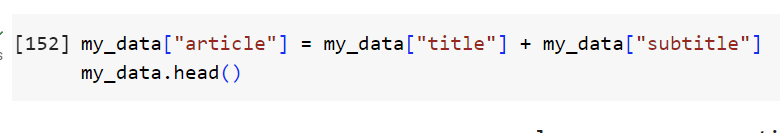 [152] my_data["article"] = my_data["title"] + my_data["subtitle"]
my_data.head()